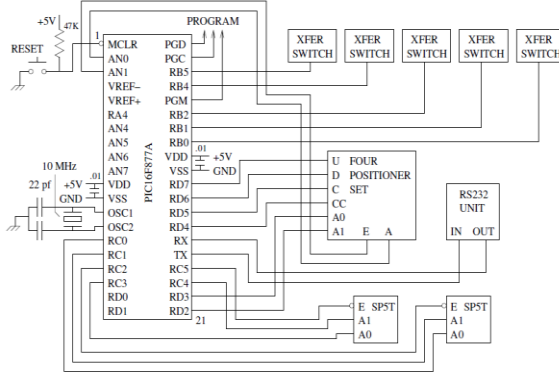 +5V
47K
RESET
1
PROGRAM
XFER SWITCH
XFER SWITCH
XFER SWITCH
XFER SWITCH
XFER SWITCH
MCLR PGD
AN0 PGC
AN1 RB5
VREF− RB4
VREF+ PGM
RA4 RB2
AN4 RB1
AN5 RB0
AN6 VDD
AN7 VSS
VDD RD7
VSS RD6
OSC1 RD5
OSC2 RD4
RC0 RX
RC1 TX
RC2 RC5
RC3 RC4
RD0 RD3
RD1 RD2
PIC16F877A
21
.01
+5V
GND
10 MHz
22 pf
+5V
.01
GND
U FOUR
D POSITIONER
C SET
CC
A0
A1 E A
RS232
UNIT
IN OUT
E SP5T
A1
A0
E SP5T
A1
A0